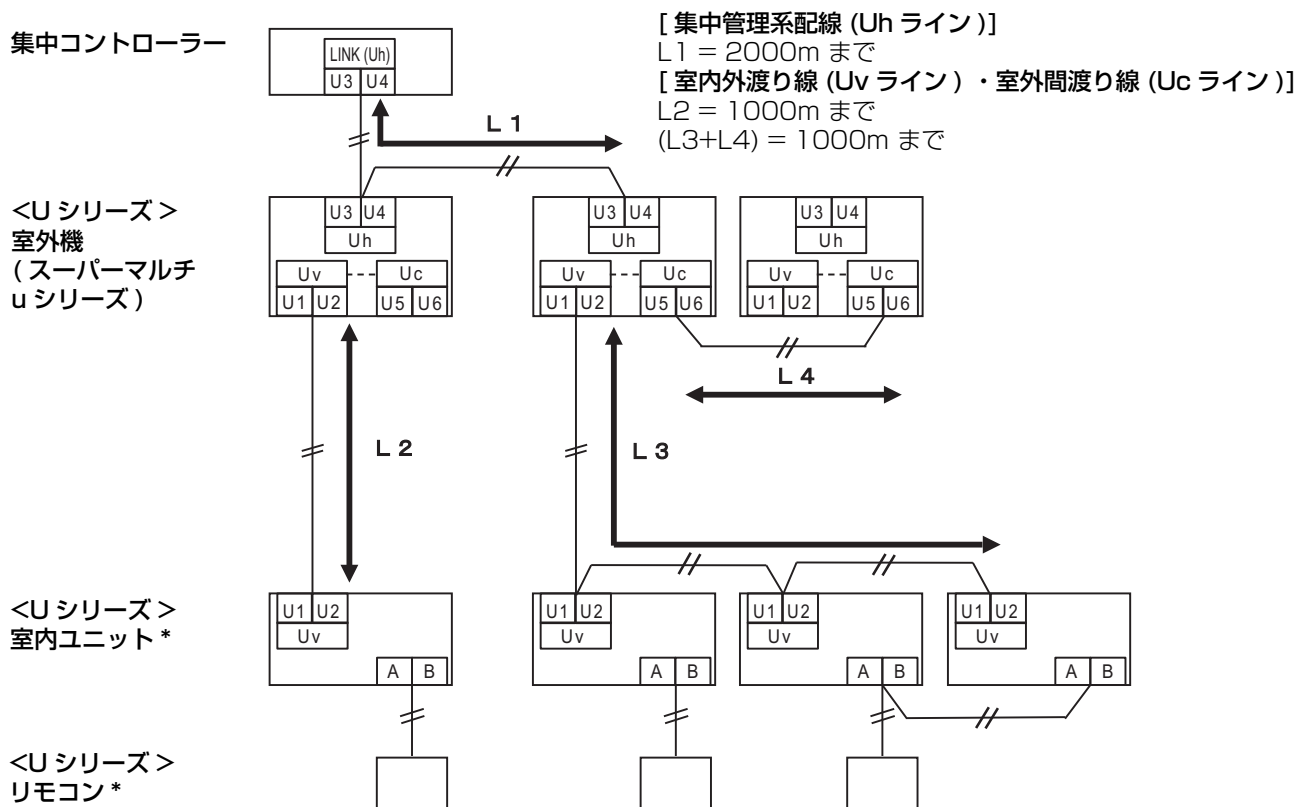 集中コントローラー
LINK (Uh)
U3 U4
[ 集中管理系配線 (Uh ライン )]
L1 = 2000m まで
[ 室内外渡り線 (Uv ライン ) ・室外間渡り線 (Uc ライン )]
L2 = 1000m まで
(L3+L4) = 1000m まで
L 1
<U シリーズ >
室外機
( スーパーマルチ
u シリーズ )
U3 U4
Uh
Uv Uc
U1 U2 U5 U6
U3 U4
Uh
Uv Uc
U1 U2 U5 U6
U3 U4
Uh
Uv Uc
U1 U2 U5 U6
L 4
L 2
L 3
<U シリーズ >
室内ユニット *
U1 U2
Uv
A B
U1 U2
Uv
A B
U1 U2
Uv
A B
U1 U2
Uv
A B
<U シリーズ >
リモコン *